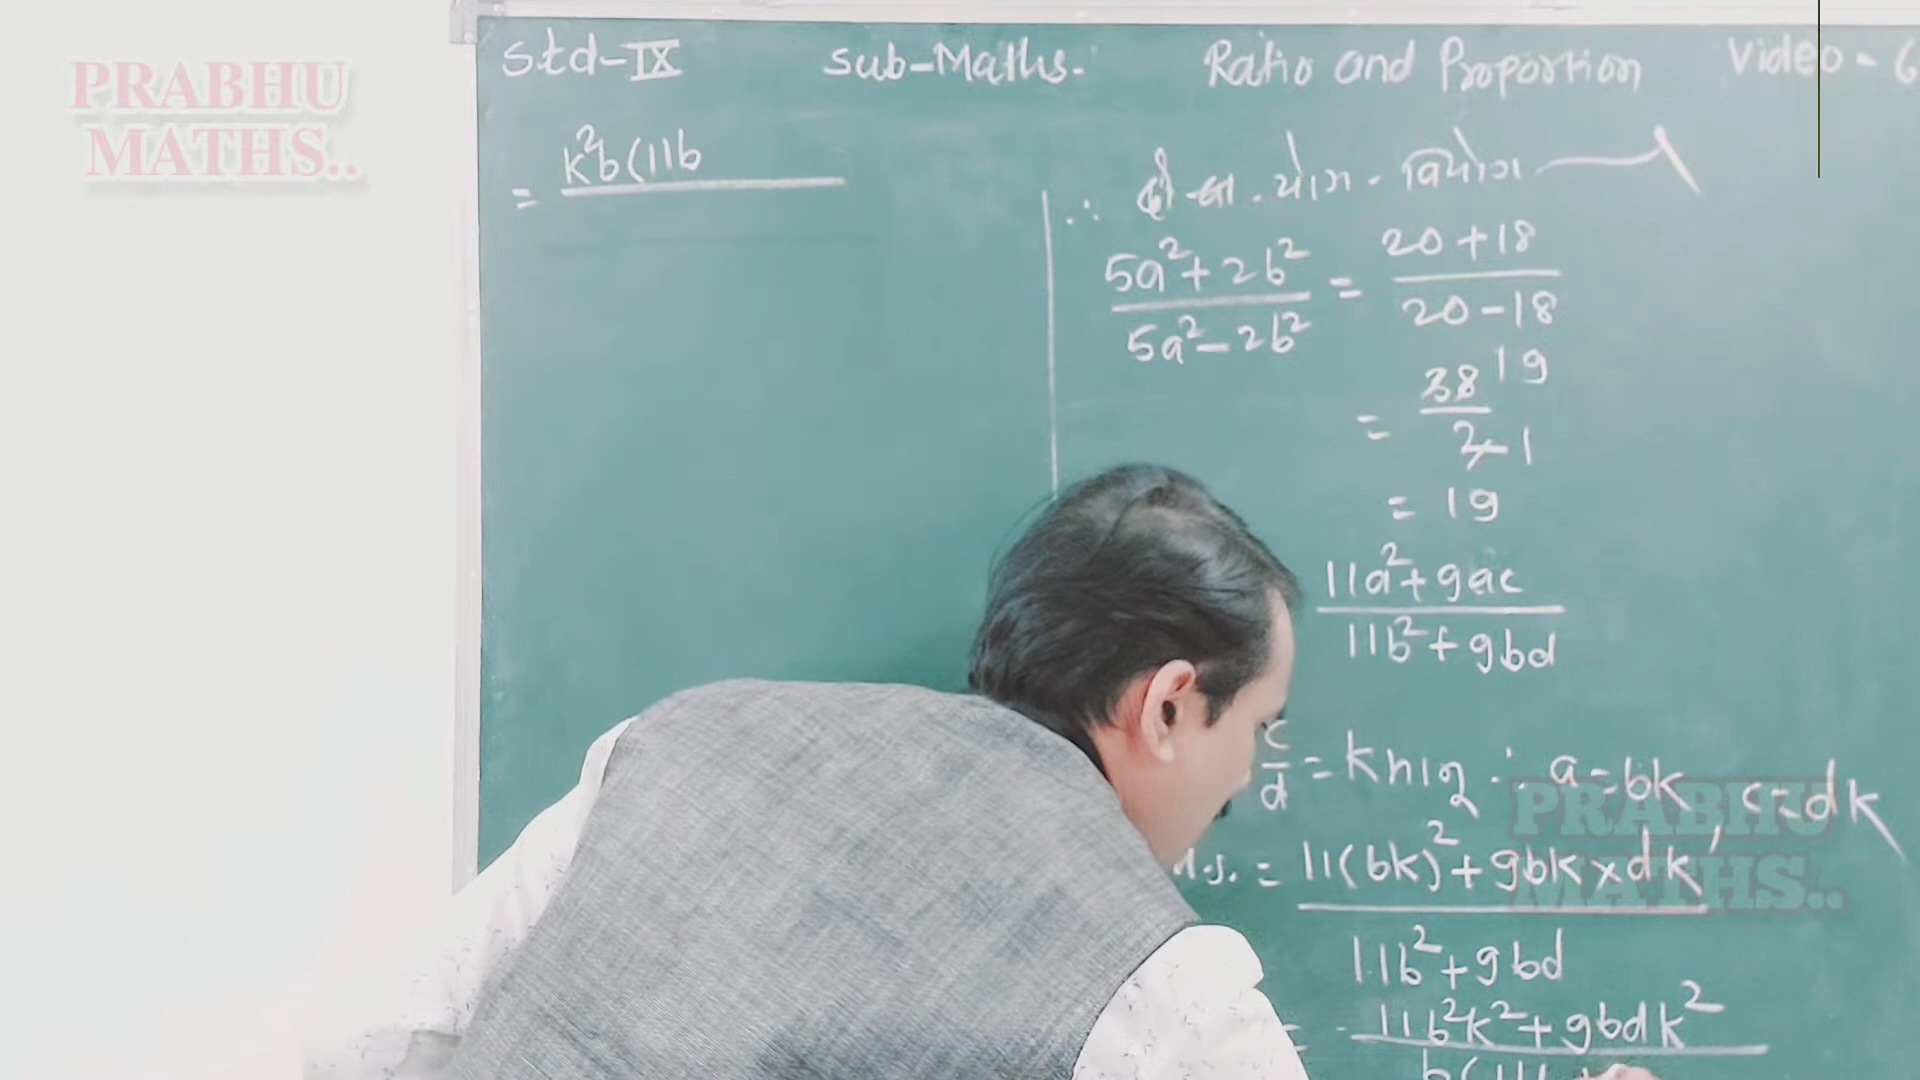 PRABHU
MATHS..
Std-IX Sub-Maths. Ratio and Proportion Video-6
= k²b(11b
5a²+2b² / 5a²-2b² = 20+18 / 20-18
= 38 19 / 2 1
= 19
11a²+9ac / 11b²+9bd
c/d = k ∴ a=bk, c=dk
= 11(bk)²+9bk×dk / 11b²+9bd
= 11b²k²+9bdk²
PRABHU
MATHS..